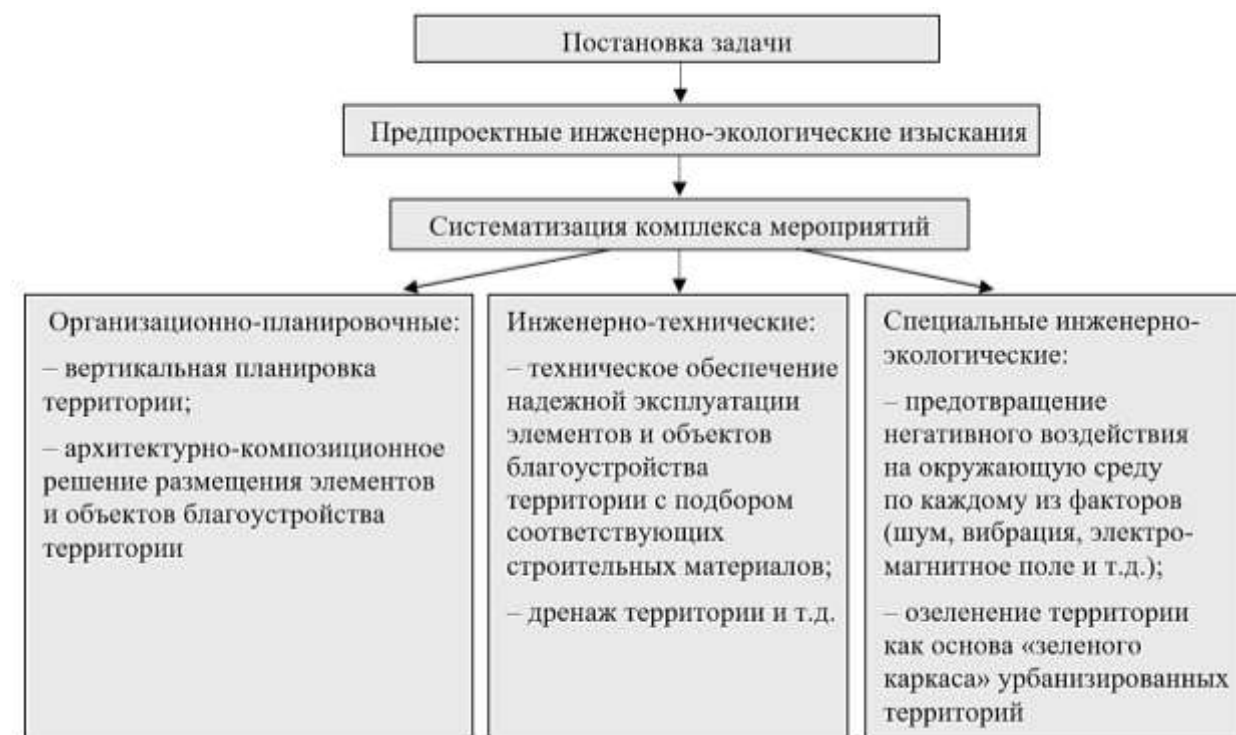 Постановка задачи
Предпроектные инженерно-экологические изыскания
Систематизация комплекса мероприятий
Организационно-планировочные:
– вертикальная планировка
территории;
– архитектурно-композиционное
решение размещения элементов
и объектов благоустройства
территории
Инженерно-технические:
– техническое обеспечение
надежной эксплуатации
элементов и объектов
благоустройства
территории с подбором
соответствующих
строительных материалов;
– дренаж территории и т.д.
Специальные инженерно-
экологические:
– предотвращение
негативного воздействия
на окружающую среду
по каждому из факторов
(шум, вибрация, электро-
магнитное поле и т.д.);
– озеленение территории
как основа «зеленого
каркаса» урбанизированных
территорий